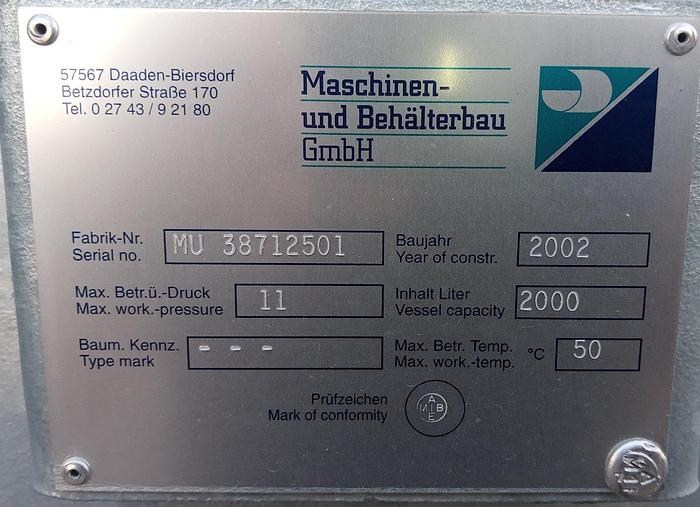 57567 Daaden-Biersdorf
Betzdorfer Straße 170
Tel. 0 27 43 / 9 21 80
Maschinen-
und Behälterbau
GmbH
Fabrik-Nr.
Serial no.
MU 38712501
Baujahr
Year of constr.
2002
Max. Betr.ü.-Druck
Max. work.-pressure
11
Inhalt Liter
Vessel capacity
2000
Baum. Kennz.
Type mark
- - -
Max. Betr. Temp.
Max. work.-temp.
°C
50
Prüfzeichen
Mark of conformity
A
M I B
E